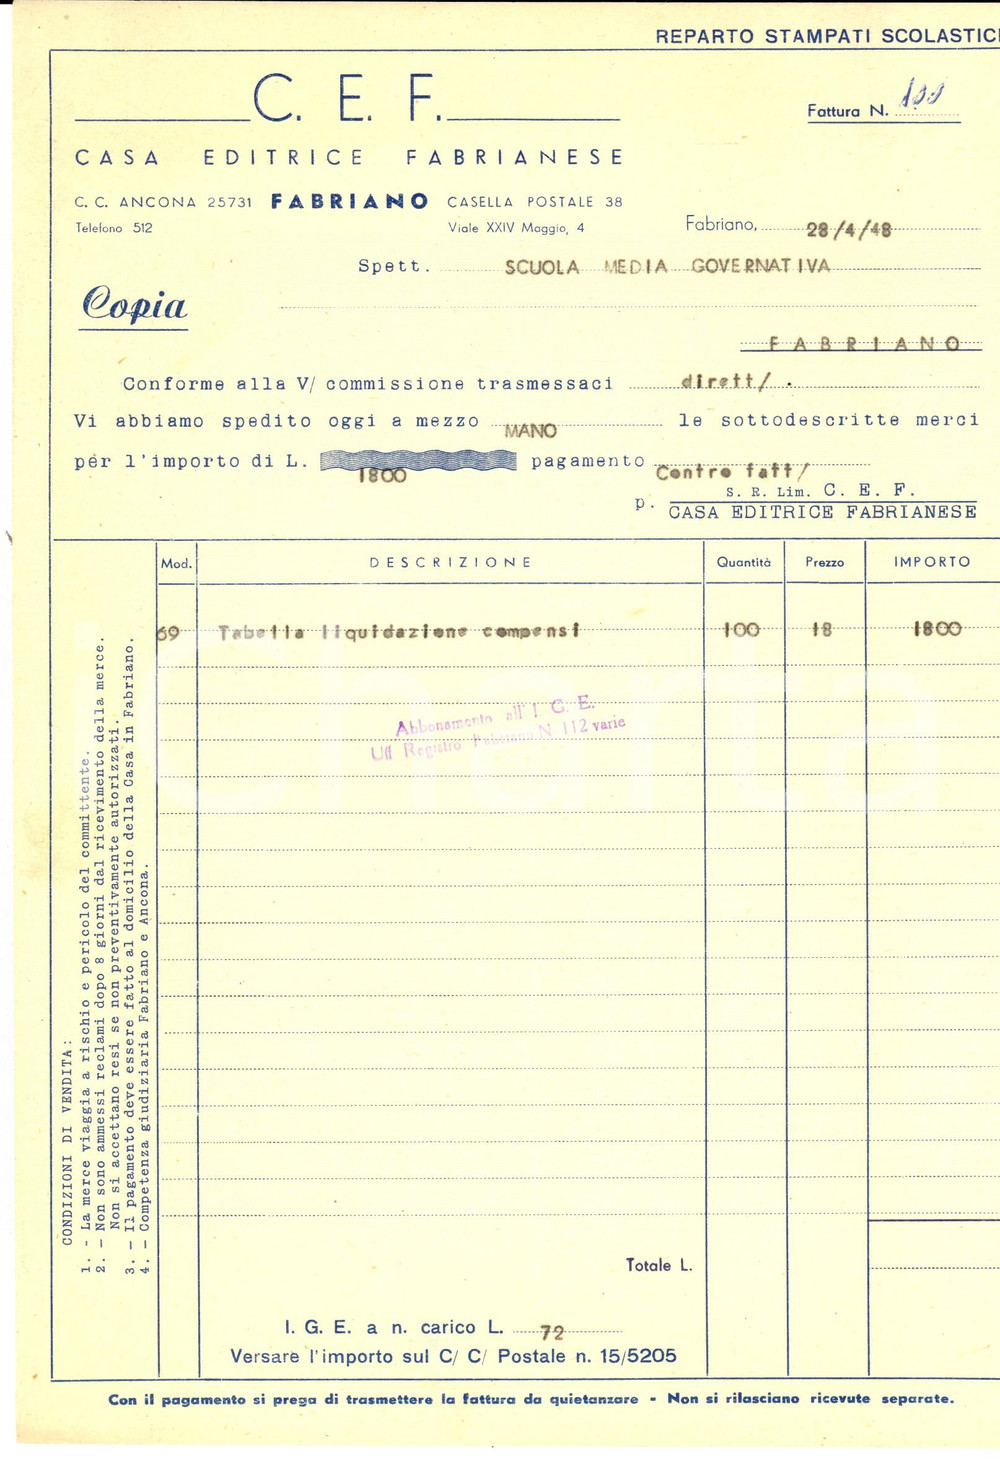 REPARTO STAMPATI SCOLASTICI
C. E. F.
Fattura N. 100
CASA EDITRICE FABRIANESE
C. C. ANCONA 25731 FABRIANO CASELLA POSTALE 38
Telefono 512 Viale XXIV Maggio, 4
Fabriano, 28/4/48
Spett. SCUOLA MEDIA GOVERNATIVA
Copia
FABRIANO
Conforme alla V/ commissione trasmessaci dirett/ .
Vi abbiamo spedito oggi a mezzo MANO le sottodescritte merci
per l'importo di L. 1800 pagamento Contro fatt/
S. R. Lim. C. E. F.
p. CASA EDITRICE FABRIANESE
Mod. DESCRIZIONE Quantità Prezzo IMPORTO
69 Tabella liquidazione compensi 100 18 1800
Abbonamento all' I. G. E.
Uff Registro Fabriano N 112 varie
CONDIZIONI DI VENDITA:
1. - La merce viaggia a rischio e pericolo del committente.
2. - Non sono ammessi reclami dopo 8 giorni dal ricevimento della merce.
Non si accettano resi se non preventivamente autorizzati.
3. - Il pagamento deve essere fatto al domicilio della Casa in Fabriano.
4. - Competenza giudiziaria Fabriano e Ancona.
Totale L.
I. G. E. a n. carico L. 72
Versare l'importo sul C/ C/ Postale n. 15/5205
Con il pagamento si prega di trasmettere la fattura da quietanzare - Non si rilasciano ricevute separate.